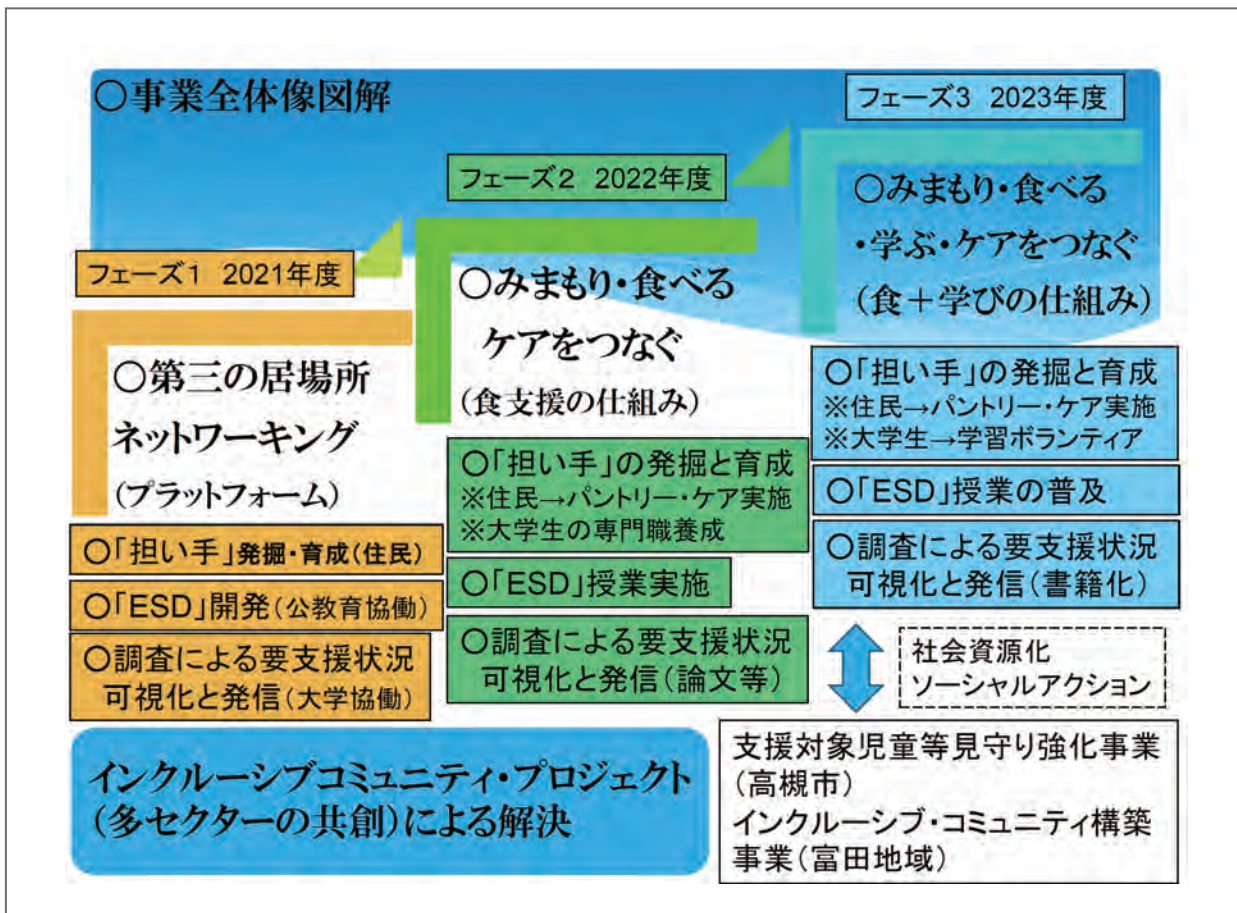 〇事業全体像図解
フェーズ1 2021年度
〇第三の居場所
ネットワーキング
(プラットフォーム)
〇「担い手」発掘・育成(住民)
〇「ESD」開発(公教育協働)
〇調査による要支援状況
可視化と発信(大学協働)
フェーズ2 2022年度
〇みまもり・食べる
ケアをつなぐ
(食支援の仕組み)
〇「担い手」の発掘と育成
※住民→パントリー・ケア実施
※大学生の専門職養成
〇「ESD」授業実施
〇調査による要支援状況
可視化と発信(論文等)
フェーズ3 2023年度
〇みまもり・食べる
・学ぶ・ケアをつなぐ
(食+学びの仕組み)
〇「担い手」の発掘と育成
※住民→パントリー・ケア実施
※大学生→学習ボランティア
〇「ESD」授業の普及
〇調査による要支援状況
可視化と発信(書籍化)
社会資源化
ソーシャルアクション
インクルーシブコミュニティ・プロジェクト
(多セクターの共創)による解決
支援対象児童等見守り強化事業
(高槻市)
インクルーシブ・コミュニティ構築
事業(富田地域)